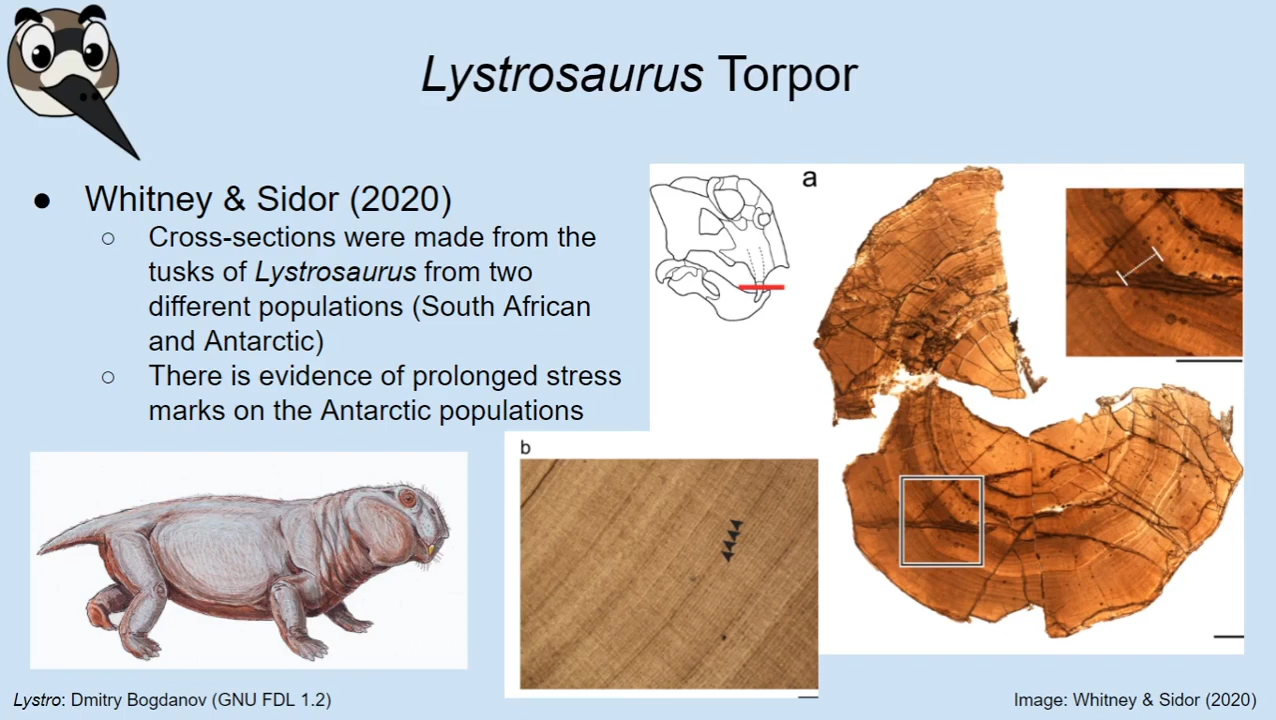 Lystrosaurus Torpor
● Whitney & Sidor (2020)
○ Cross-sections were made from the
tusks of Lystrosaurus from two
different populations (South African
and Antarctic)
○ There is evidence of prolonged stress
marks on the Antarctic populations
a
b
Lystro: Dmitry Bogdanov (GNU FDL 1.2)
Image: Whitney & Sidor (2020)